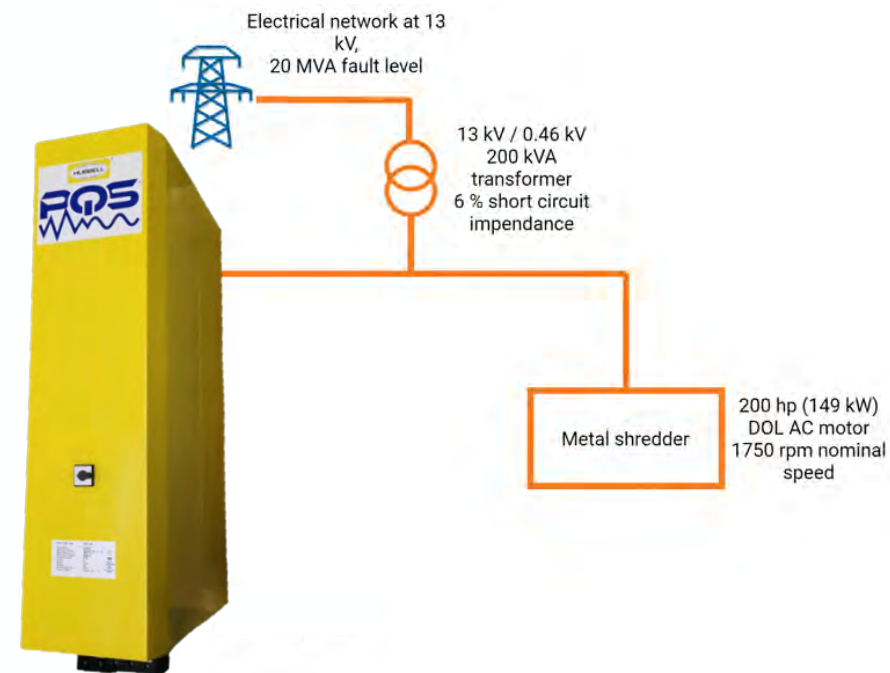 Electrical network at 13
kV,
20 MVA fault level
13 kV / 0.46 kV
200 kVA
transformer
6 % short circuit
impendance
HUBBELL
PQS
Metal shredder
200 hp (149 kW)
DOL AC motor
1750 rpm nominal
speed